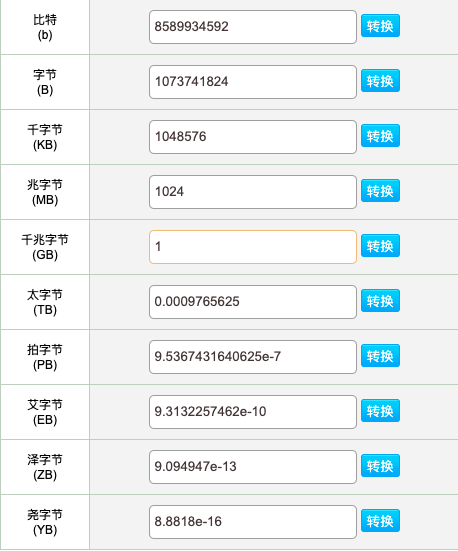 比特
(b)
8589934592
转换
字节
(B)
1073741824
转换
千字节
(KB)
1048576
转换
兆字节
(MB)
1024
转换
千兆字节
(GB)
1
转换
太字节
(TB)
0.0009765625
转换
拍字节
(PB)
9.5367431640625e-7
转换
艾字节
(EB)
9.3132257462e-10
转换
泽字节
(ZB)
9.094947e-13
转换
尧字节
(YB)
8.8818e-16
转换